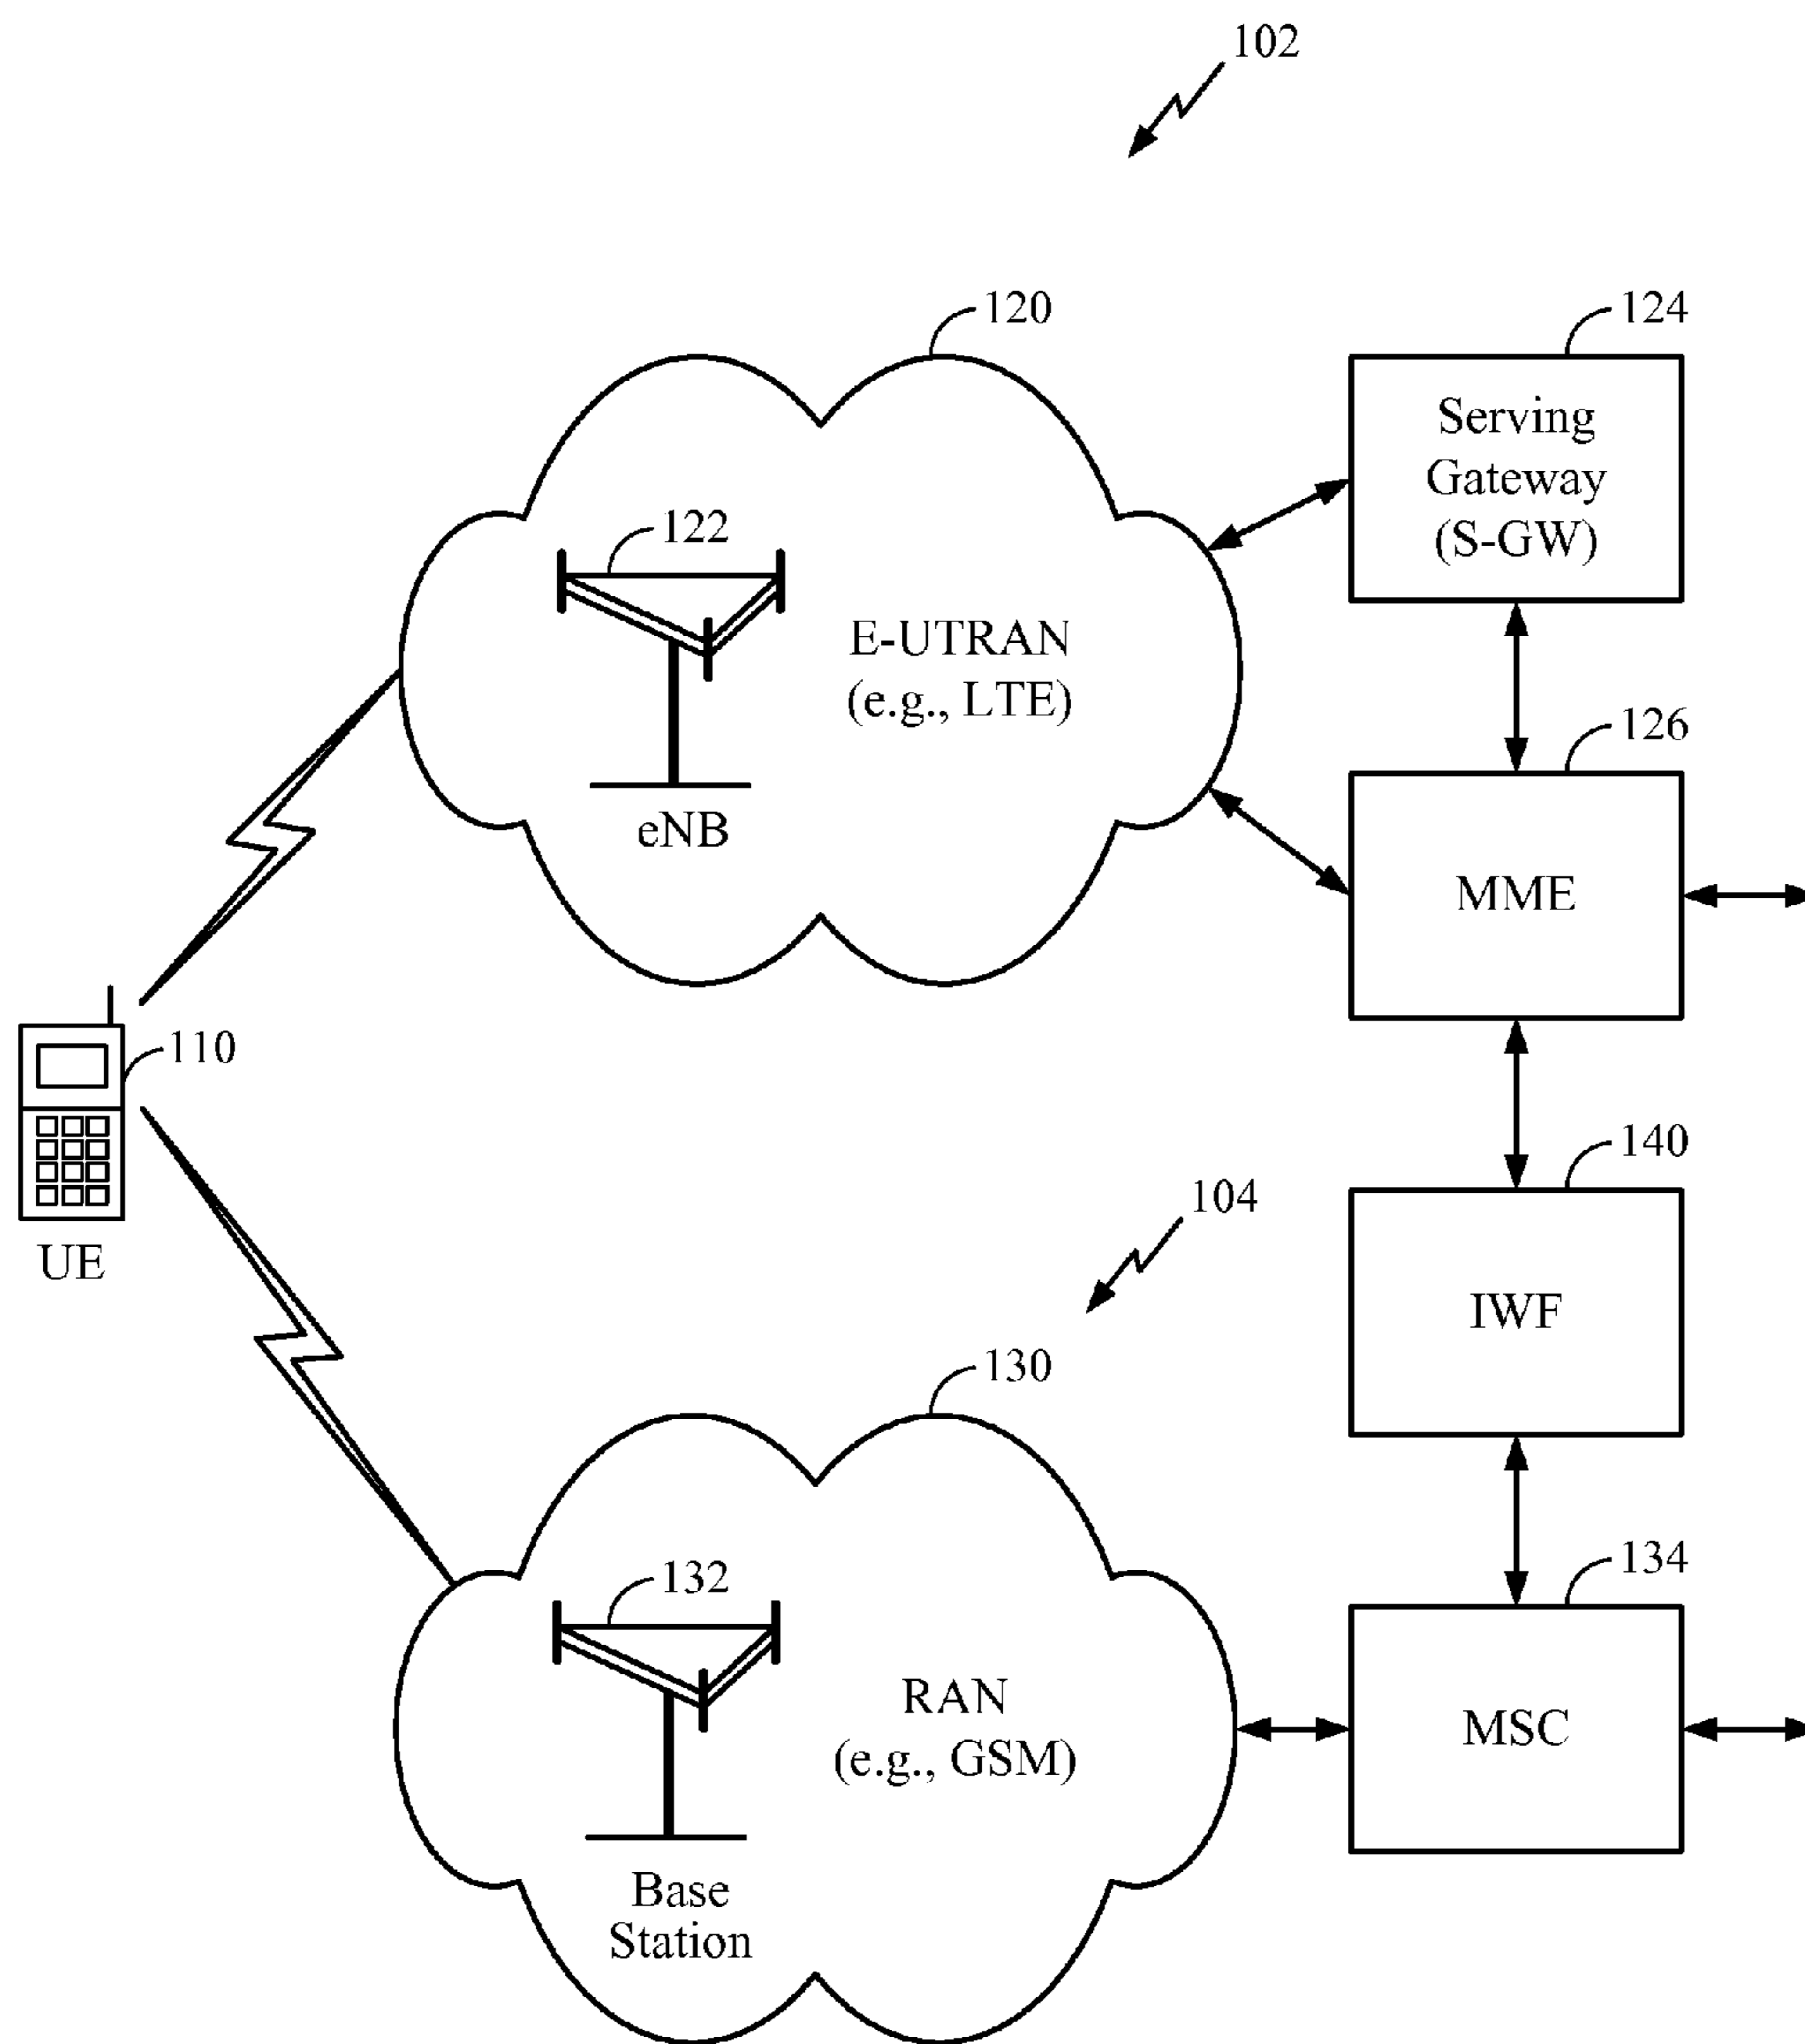 102
120
124
Serving
Gateway
(S-GW)
122
E-UTRAN
(e.g., LTE)
eNB
126
MME
110
UE
140
IWF
104
130
134
132
RAN
(e.g., GSM)
MSC
Base
Station